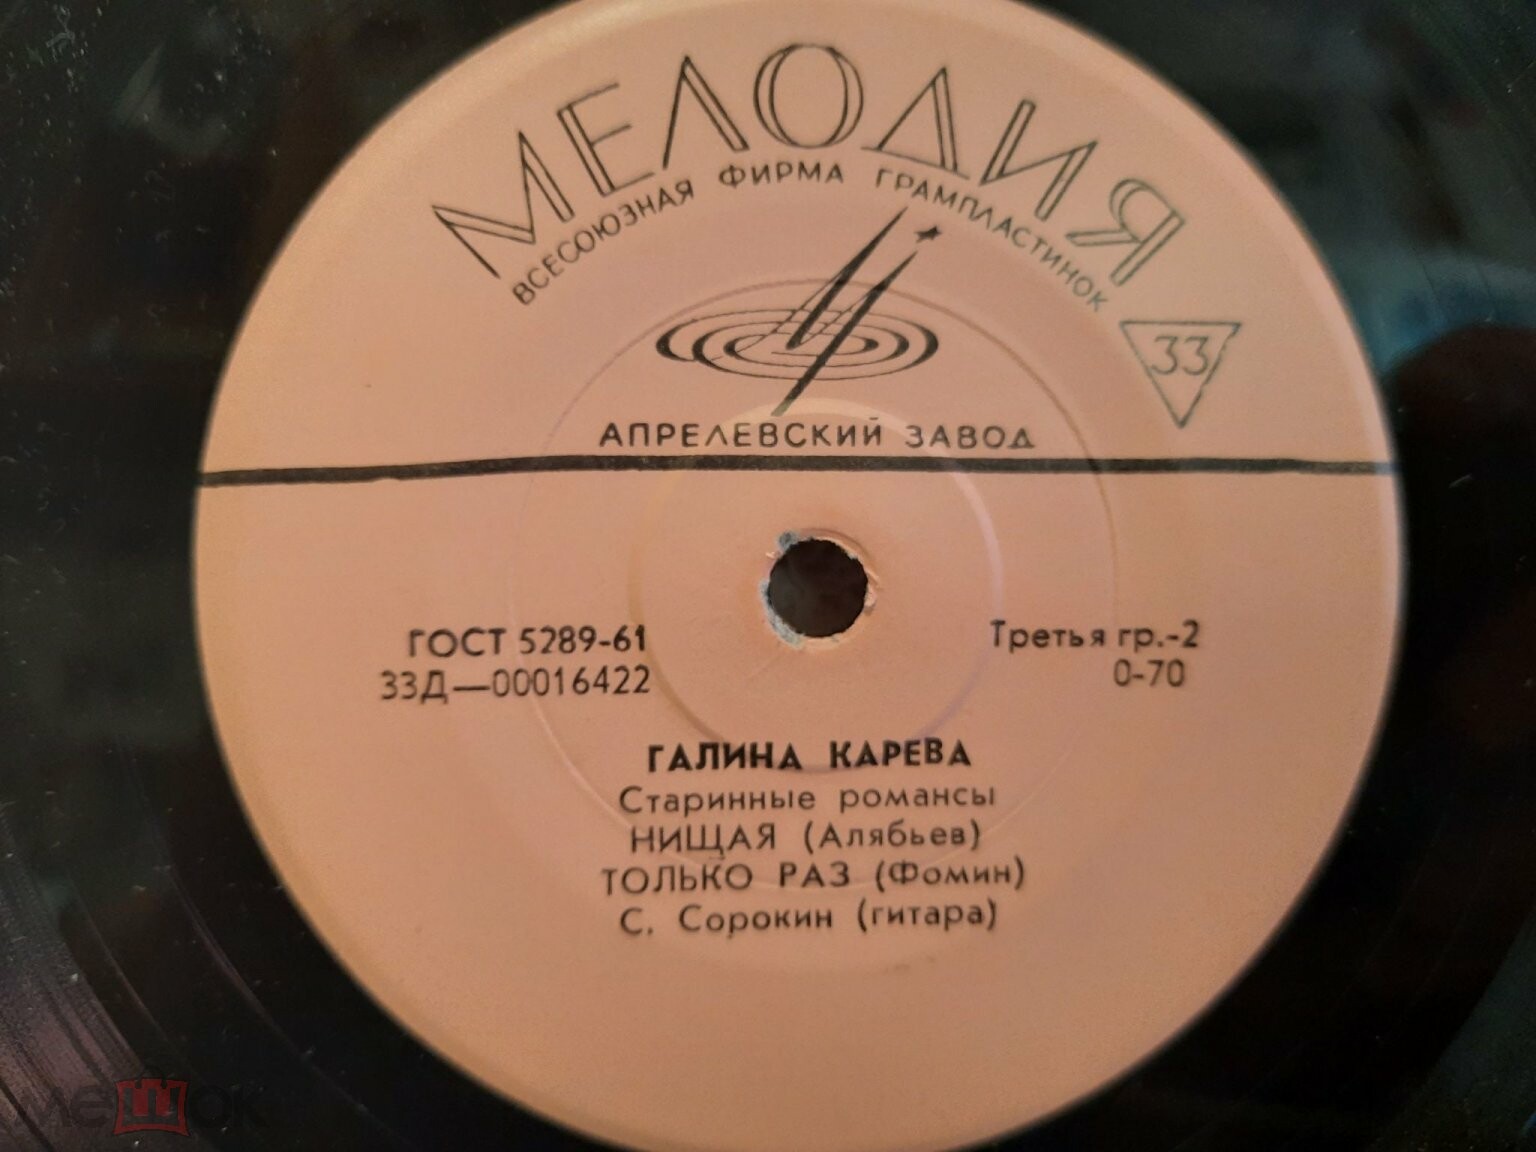 МЕЛОДИЯ
ВСЕСОЮЗНАЯ ФИРМА ГРАМПЛАСТИНОК
33
АПРЕЛЕВСКИЙ ЗАВОД
ГОСТ 5289-61
33Д—00016422
Третья гр.-2
0-70
ГАЛИНА КАРЕВА
Старинные романсы
НИЩАЯ (Алябьев)
ТОЛЬКО РАЗ (Фомин)
С. Сорокин (гитара)
мешок